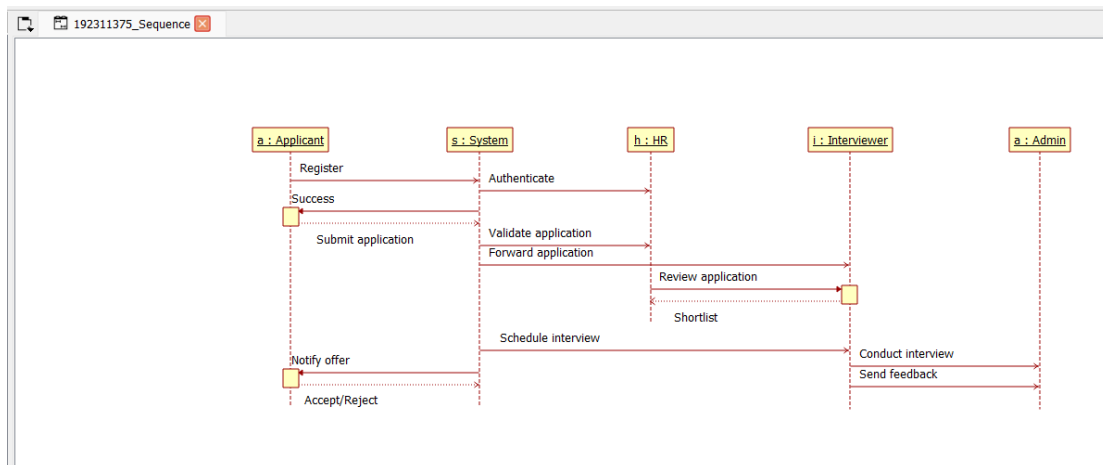 192311375_Sequence
a : Applicant
s : System
h : HR
i : Interviewer
a : Admin
Register
Authenticate
Success
Submit application
Validate application
Forward application
Review application
Shortlist
Schedule interview
Notify offer
Conduct interview
Send feedback
Accept/Reject